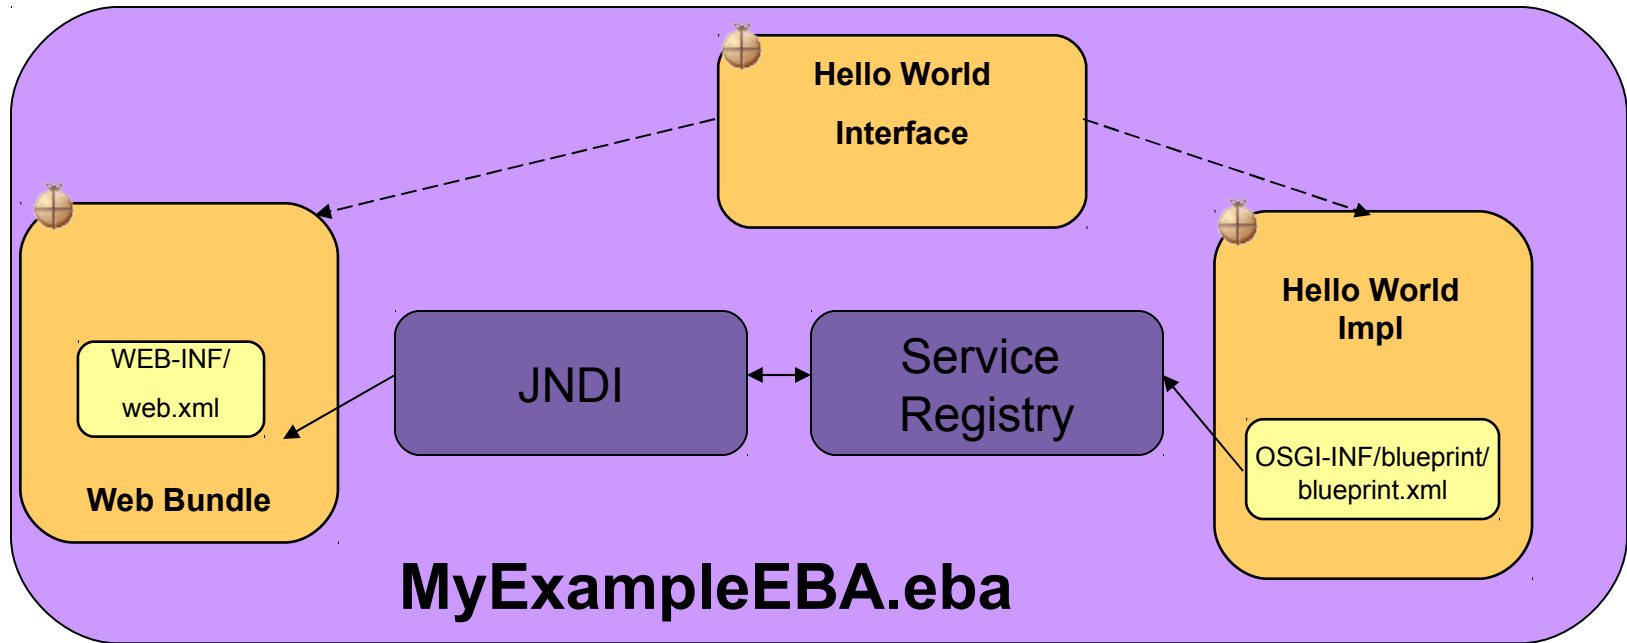 Hello World
Interface
WEB-INF/
web.xml
Web Bundle
JNDI
Service
Registry
Hello World
Impl
OSGI-INF/blueprint/
blueprint.xml
MyExampleEBA.eba